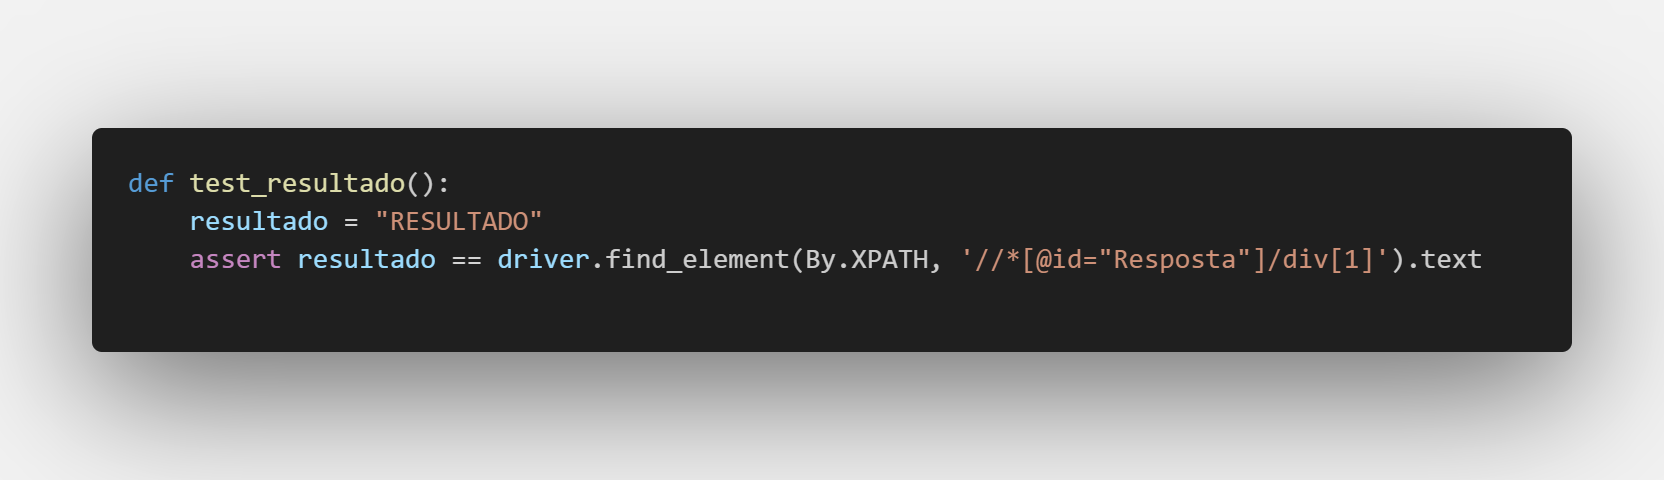 def test_resultado():
    resultado = "RESULTADO"
    assert resultado == driver.find_element(By.XPATH, '//*[@id="Resposta"]/div[1]').text